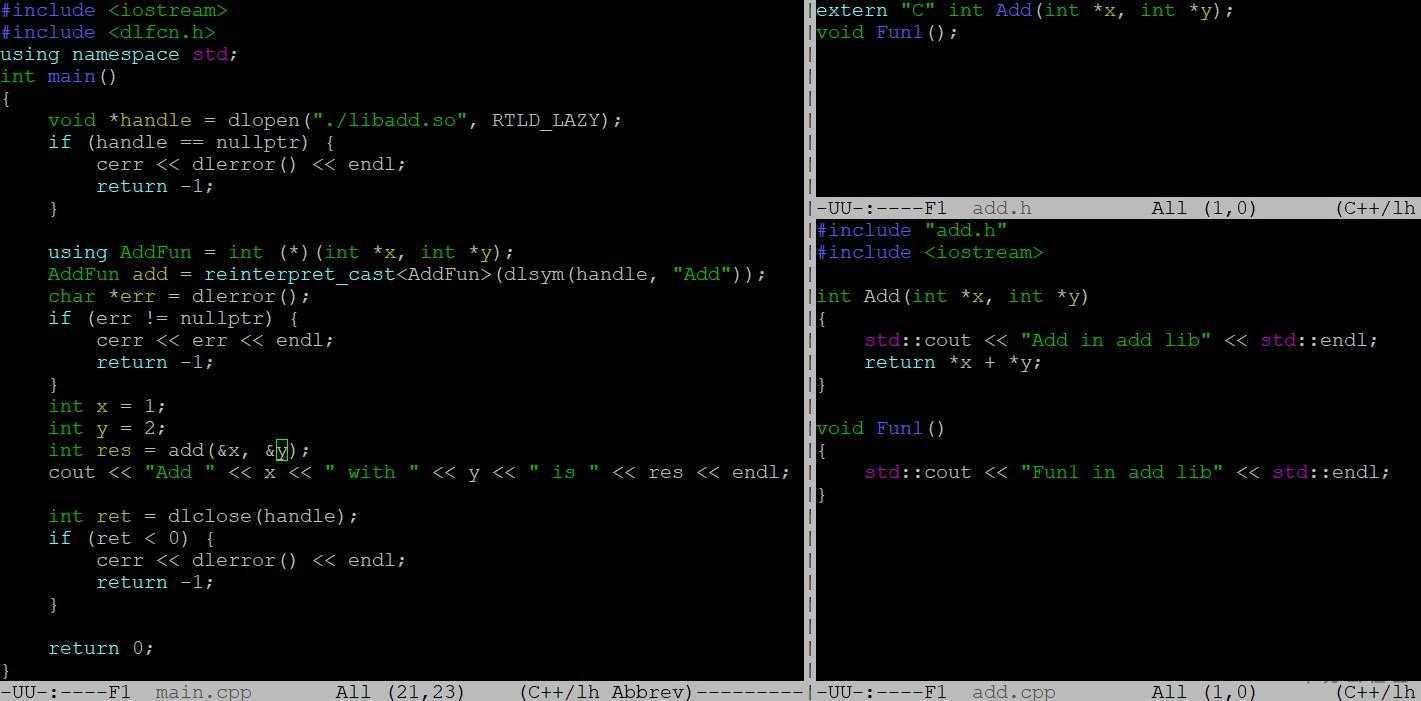 #include <iostream>
#include <dlfcn.h>
using namespace std;
int main()
{
    void *handle = dlopen("./libadd.so", RTLD_LAZY);
    if (handle == nullptr) {
        cerr << dlerror() << endl;
        return -1;
    }

    using AddFun = int (*)(int *x, int *y);
    AddFun add = reinterpret_cast<AddFun>(dlsym(handle, "Add"));
    char *err = dlerror();
    if (err != nullptr) {
        cerr << err << endl;
        return -1;
    }
    int x = 1;
    int y = 2;
    int res = add(&x, &y);
    cout << "Add " << x << " with " << y << " is " << res << endl;

    int ret = dlclose(handle);
    if (ret < 0) {
        cerr << dlerror() << endl;
        return -1;
    }

    return 0;
}
-UU-:----F1  main.cpp       All (21,23)    (C++/lh Abbrev)---------
extern "C" int Add(int *x, int *y);
void Fun1();
-UU-:----F1  add.h          All (1,0)      (C++/lh
#include "add.h"
#include <iostream>

int Add(int *x, int *y)
{
    std::cout << "Add in add lib" << std::endl;
    return *x + *y;
}

void Fun1()
{
    std::cout << "Fun1 in add lib" << std::endl;
}
-UU-:----F1  add.cpp        All (1,0)      (C++/lh